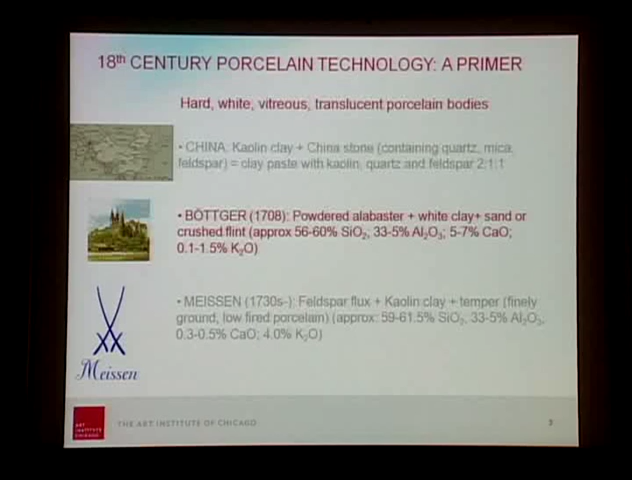 18th CENTURY PORCELAIN TECHNOLOGY: A PRIMER
Hard, white, vitreous, translucent porcelain bodies
• CHINA: Kaolin clay + China stone (containing quartz, mica,
feldspar) = clay paste with kaolin, quartz and feldspar 2:1:1
• BÖTTGER (1708): Powdered alabaster + white clay+ sand or
crushed flint (approx 56-60% SiO₂, 33-5% Al₂O₃; 5-7% CaO;
0.1-1.5% K₂O)
• MEISSEN (1730s-): Feldspar flux + Kaolin clay + temper (finely
ground, low fired porcelain) (approx: 59-61.5% SiO₂, 33-5% Al₂O₃,
0.3-0.5% CaO; 4.0% K₂O)
Meissen
ART
INSTITUTE
CHICAGO
THE ART INSTITUTE OF CHICAGO